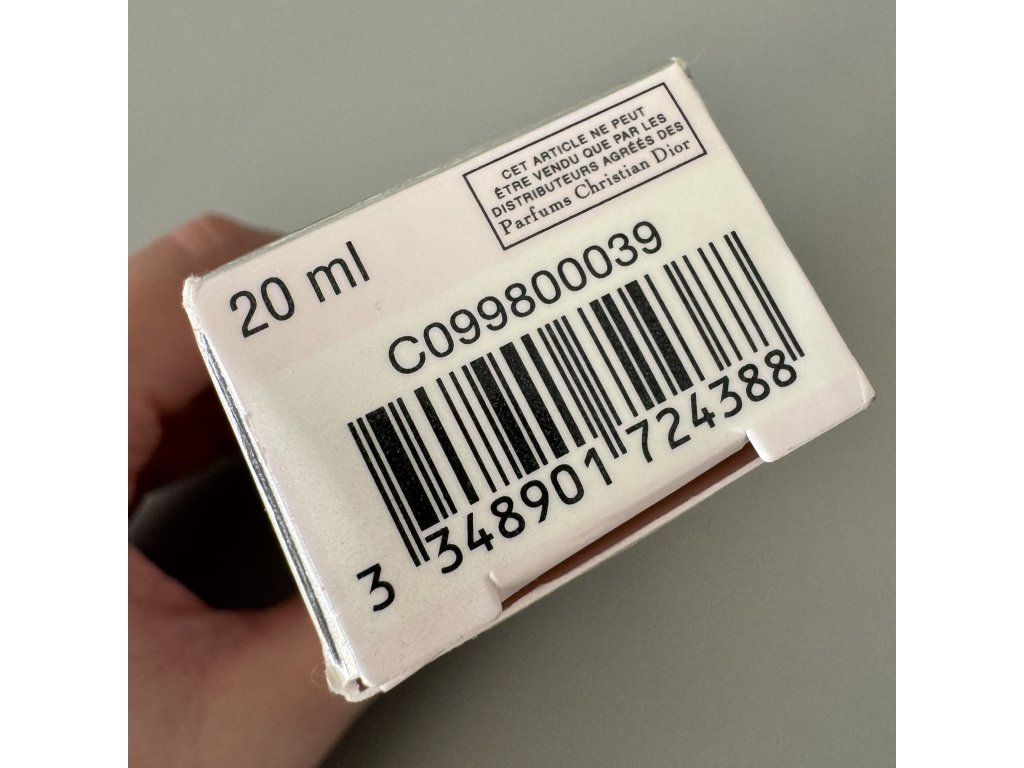 CET ARTICLE NE PEUT
ÊTRE VENDU QUE PAR LES
DISTRIBUTEURS AGRÉÉS DES
Parfums Christian Dior
20 ml
C099800039
3 348901 724388